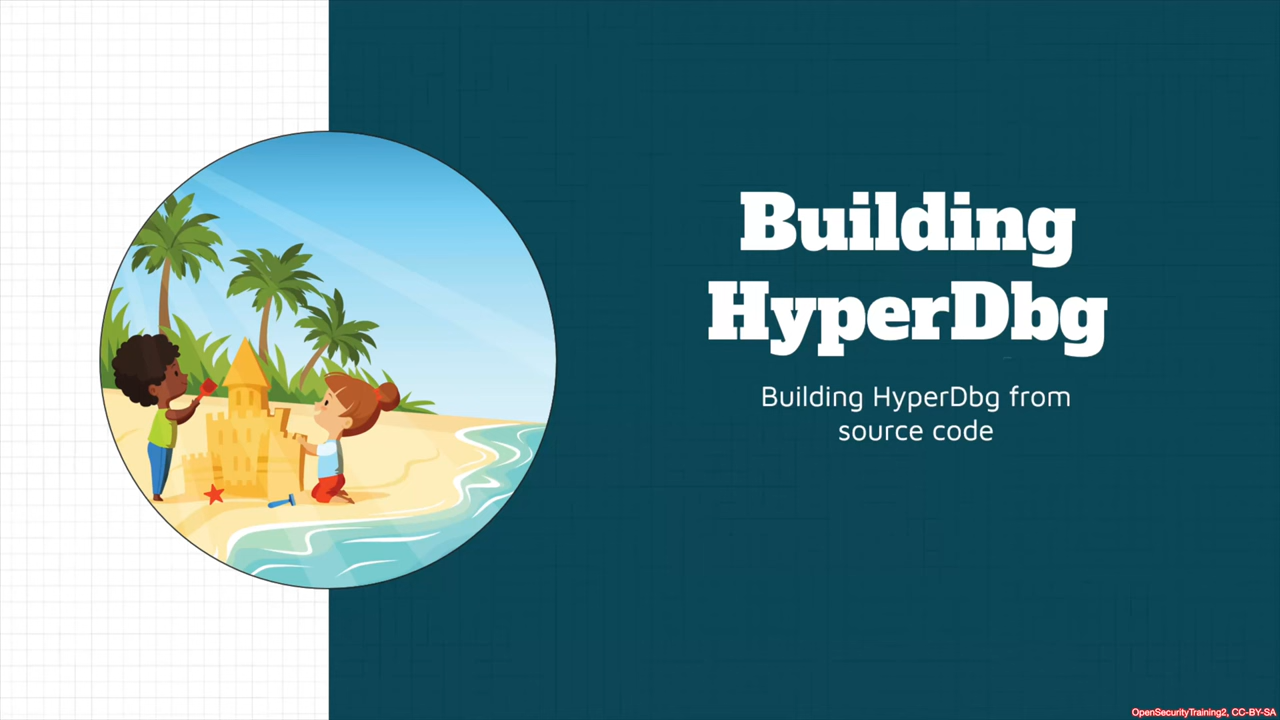 Building
HyperDbg
Building HyperDbg from
source code
OpenSecurityTraining2, CC-BY-SA